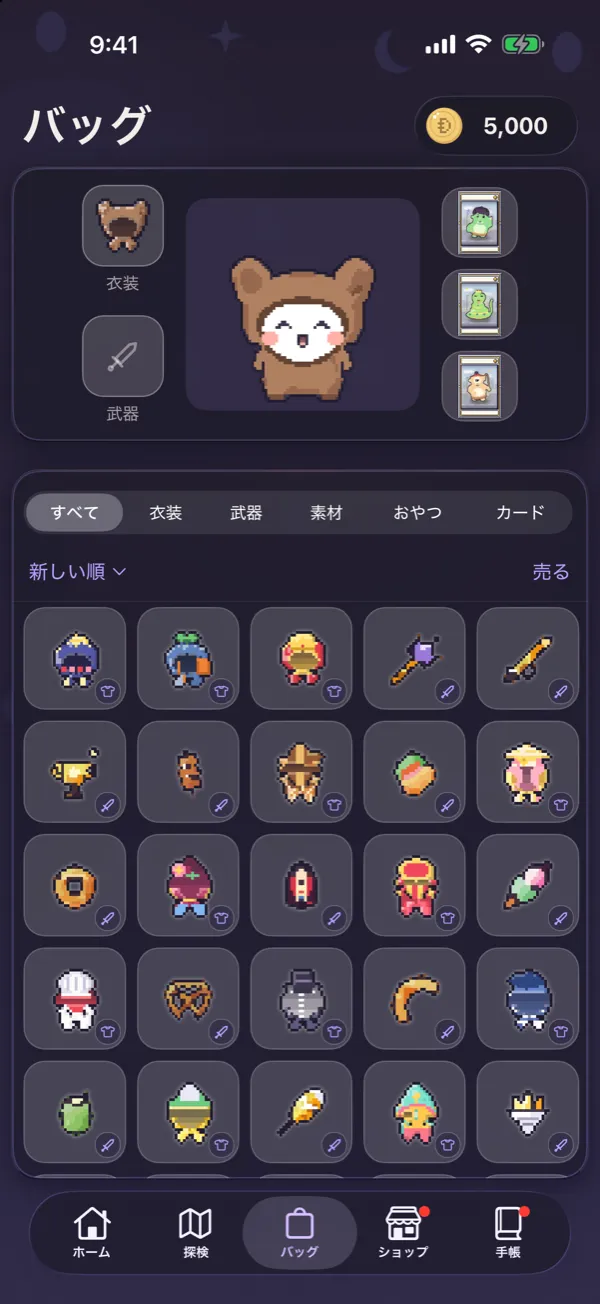 9:41
バッグ
5,000
衣装
武器
すべて 衣装 武器 素材 おやつ カード
新しい順 売る
ホーム 探検 バッグ ショップ 手帳